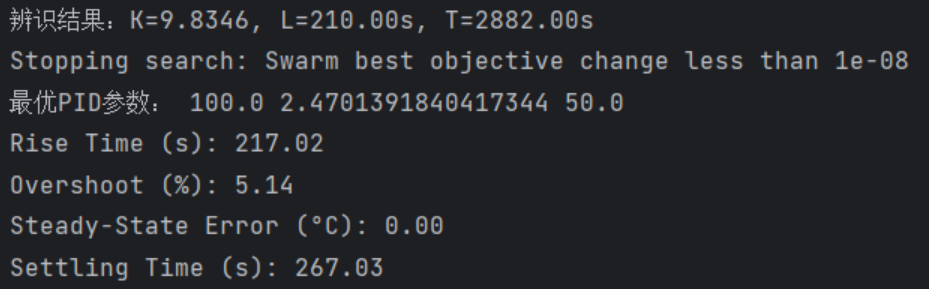 辨识结果：K=9.8346, L=210.00s, T=2882.00s
Stopping search: Swarm best objective change less than 1e-08
最优PID参数： 100.0 2.4701391840417344 50.0
Rise Time (s): 217.02
Overshoot (%): 5.14
Steady-State Error (°C): 0.00
Settling Time (s): 267.03